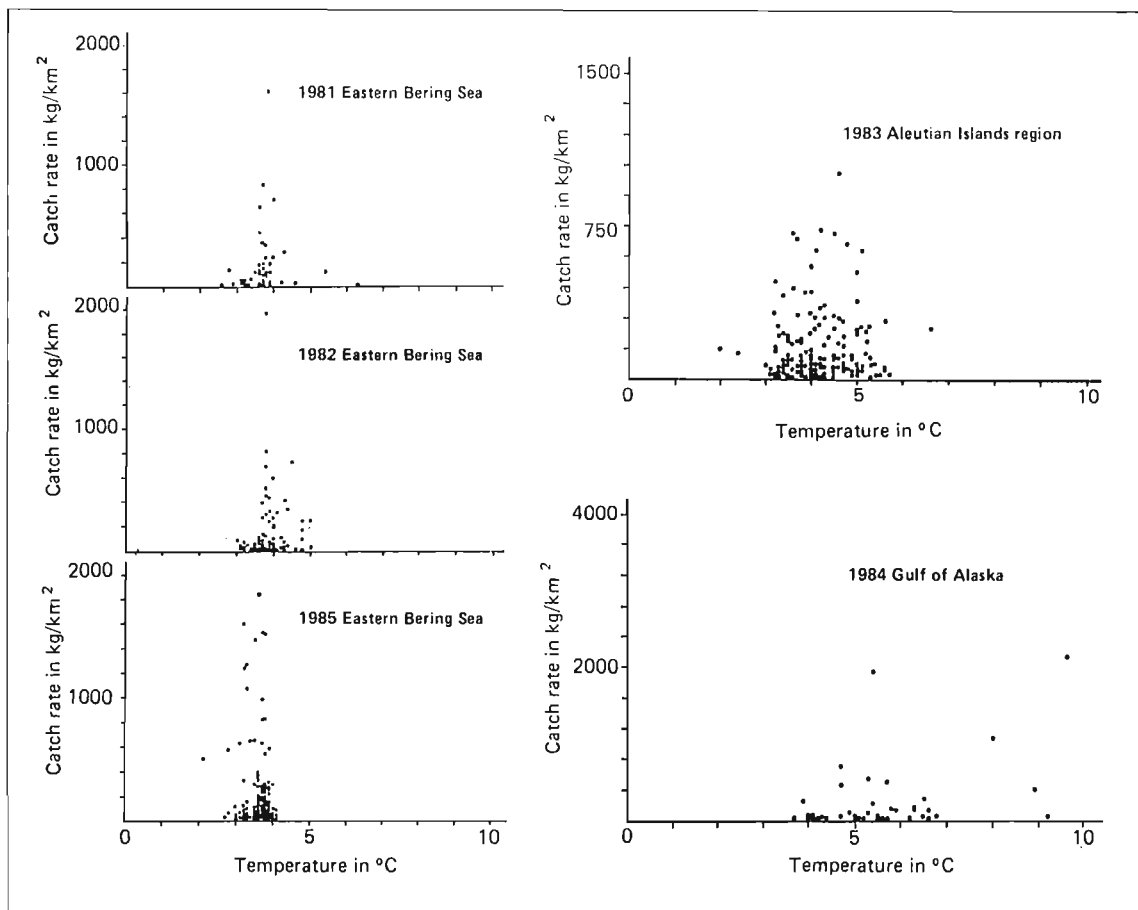 2000
1000
Catch rate in kg/km²
1981 Eastern Bering Sea
2000
1000
Catch rate in kg/km²
1982 Eastern Bering Sea
2000
1000
Catch rate in kg/km²
1985 Eastern Bering Sea
0 5 10
Temperature in ºC
1500
750
Catch rate in kg/km²
1983 Aleutian Islands region
0 5 10
Temperature in ºC
4000
2000
Catch rate in kg/km²
1984 Gulf of Alaska
0 5 10
Temperature in ºC